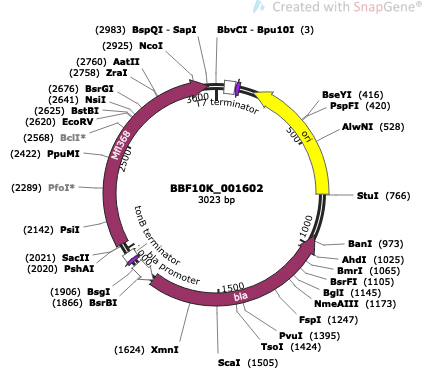 Created with SnapGene®
(2983) BspQI - SapI
BbvCI - Bpu10I (3)
(2925) NcoI
(2760) AatII
(2758) ZraI
(2676) BsrGI
(2641) NsiI
(2625) BstBI
(2620) EcoRV
(2568) BclI*
(2422) PpuMI
(2289) PfoI*
(2142) PsiI
(2021) SacII
(2020) PshAI
(1906) BsgI
(1866) BsrBI
(1624) XmnI
ScaI (1505)
TsoI (1424)
PvuI (1395)
FspI (1247)
NmeAIII (1173)
BglI (1145)
BsrFI (1105)
BmrI (1065)
AhdI (1025)
BanI (973)
StuI (766)
AlwNI (528)
PspFI (420)
BseYI (416)
3000
T7 terminator
500
ori
1000
1500
bla
bla promoter
tonB terminator
2500
Mfl368
BBF10K_001602
3023 bp